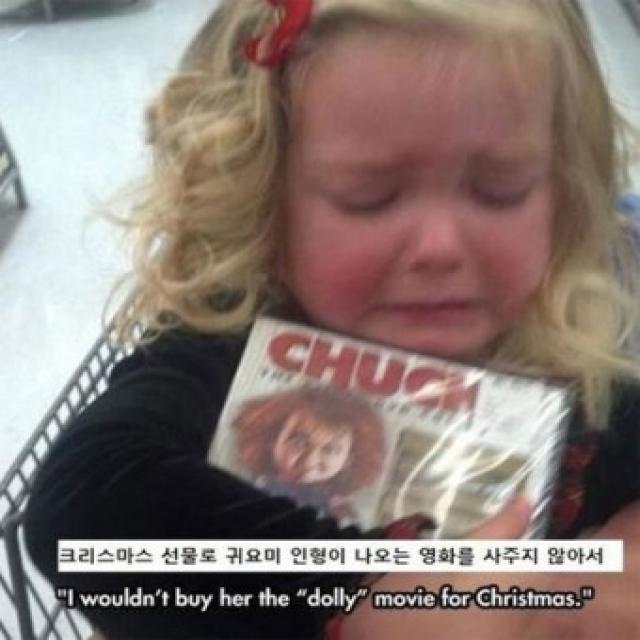 CHUC
크리스마스 선물로 귀요미 인형이 나오는 영화를 사주지 않아서
"I wouldn't buy her the "dolly" movie for Christmas."